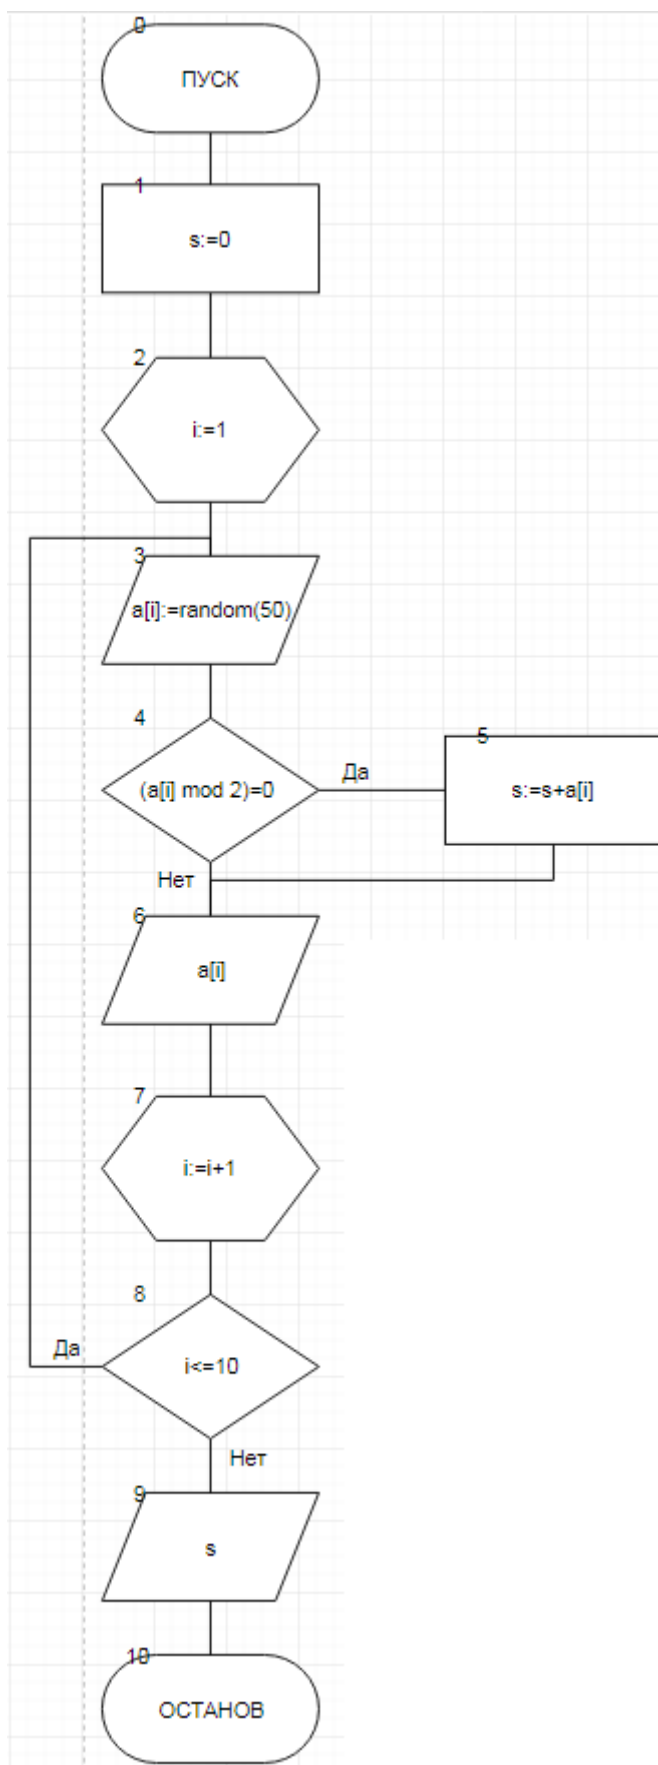 0
ПУСК
1
s:=0
2
i:=1
3
a[i]:=random(50)
4
(a[i] mod 2)=0
Да
5
s:=s+a[i]
Нет
6
a[i]
7
i:=i+1
8
Да
i<=10
Нет
9
s
10
ОСТАНОВ